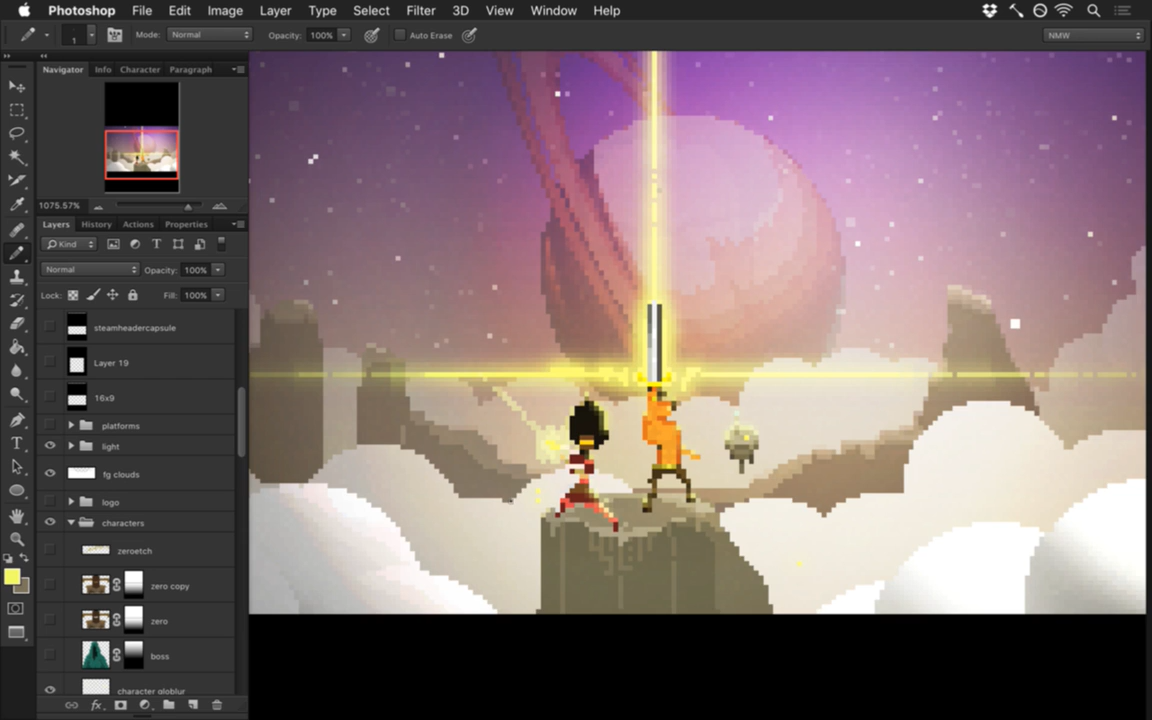 Photoshop File Edit Image Layer Type Select Filter 3D View Window Help
1 Mode: Normal Opacity: 100% Auto Erase NMW
Navigator Info Character Paragraph
1075.57%
Layers History Actions Properties
Kind T
Normal Opacity: 100%
Lock: Fill: 100%
steamheadercapsule
Layer 19
16x9
platforms
light
fg clouds
logo
characters
zeroetch
zero copy
zero
boss
character globlur
fx